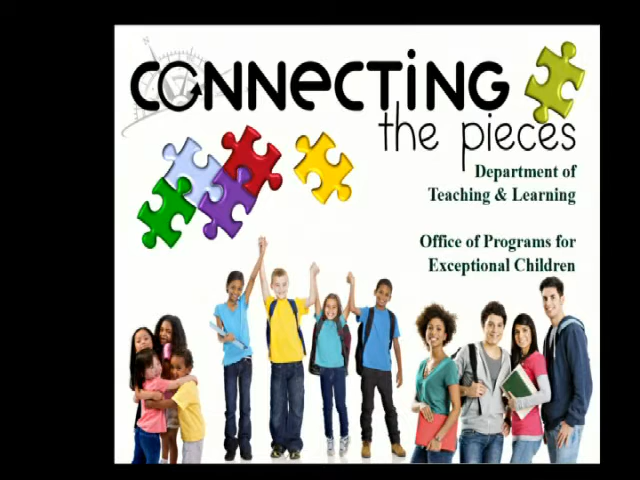 CONNECTING
the pieces
Department of
Teaching & Learning
Office of Programs for
Exceptional Children